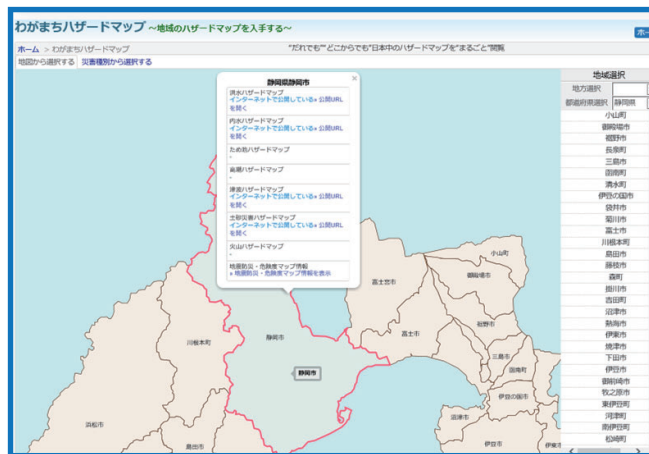 わがまちハザードマップ ～地域のハザードマップを入手する～
ホーム > わがまちハザードマップ
"だれでも""どこからでも"日本中のハザードマップを"まるごと"閲覧
地図から選択する 災害種別から選択する
静岡県静岡市
×
洪水ハザードマップ
インターネットで公開している» 公開URL
を開く
内水ハザードマップ
インターネットで公開している» 公開URL
を開く
ため池ハザードマップ
-
高潮ハザードマップ
-
津波ハザードマップ
インターネットで公開している» 公開URL
を開く
土砂災害ハザードマップ
インターネットで公開している» 公開URL
を開く
火山ハザードマップ
-
地震防災・危険度マップ情報
» 地震防災・危険度マップ情報を表示
小山町
富士宮市
御殿場市
裾野市
富士市
川根本町
静岡市
静岡市
三島市
函南町
伊豆の国市
沼津市
浜松市
島田市
伊豆市
伊東市
地域選択
地方選択
都道府県選択 静岡県
小山町
御殿場市
裾野市
長泉町
三島市
函南町
清水町
伊豆の国市
袋井市
菊川市
富士市
川根本町
島田市
藤枝市
森町
掛川市
吉田町
沼津市
熱海市
伊東市
焼津市
下田市
伊豆市
御前崎市
牧之原市
東伊豆町
河津町
南伊豆町
松崎町